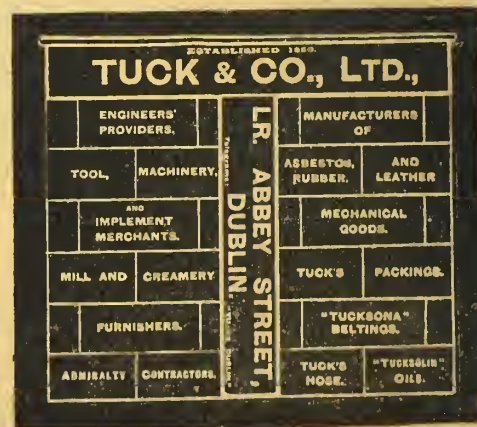 ESTABLISHED
TUCK & CO., LTD.,
ENGINEERS'
PROVIDERS,
TOOL, MACHINERY,
AND
IMPLEMENT
MERCHANTS.
MILL AND CREAMERY
FURNISHERS.
ADMIRALTY CONTRACTORS.
LR. ABBEY STREET,
DUBLIN.
Telegrams:
MANUFACTURERS
OF
ASBESTOS, AND
RUBBER. LEATHER
MECHANICAL
GOODS.
TUCK'S PACKINGS.
"TUCKSONA"
BELTINGS.
TUCK'S "TUCKSOLIN"
HOSE. OILS.